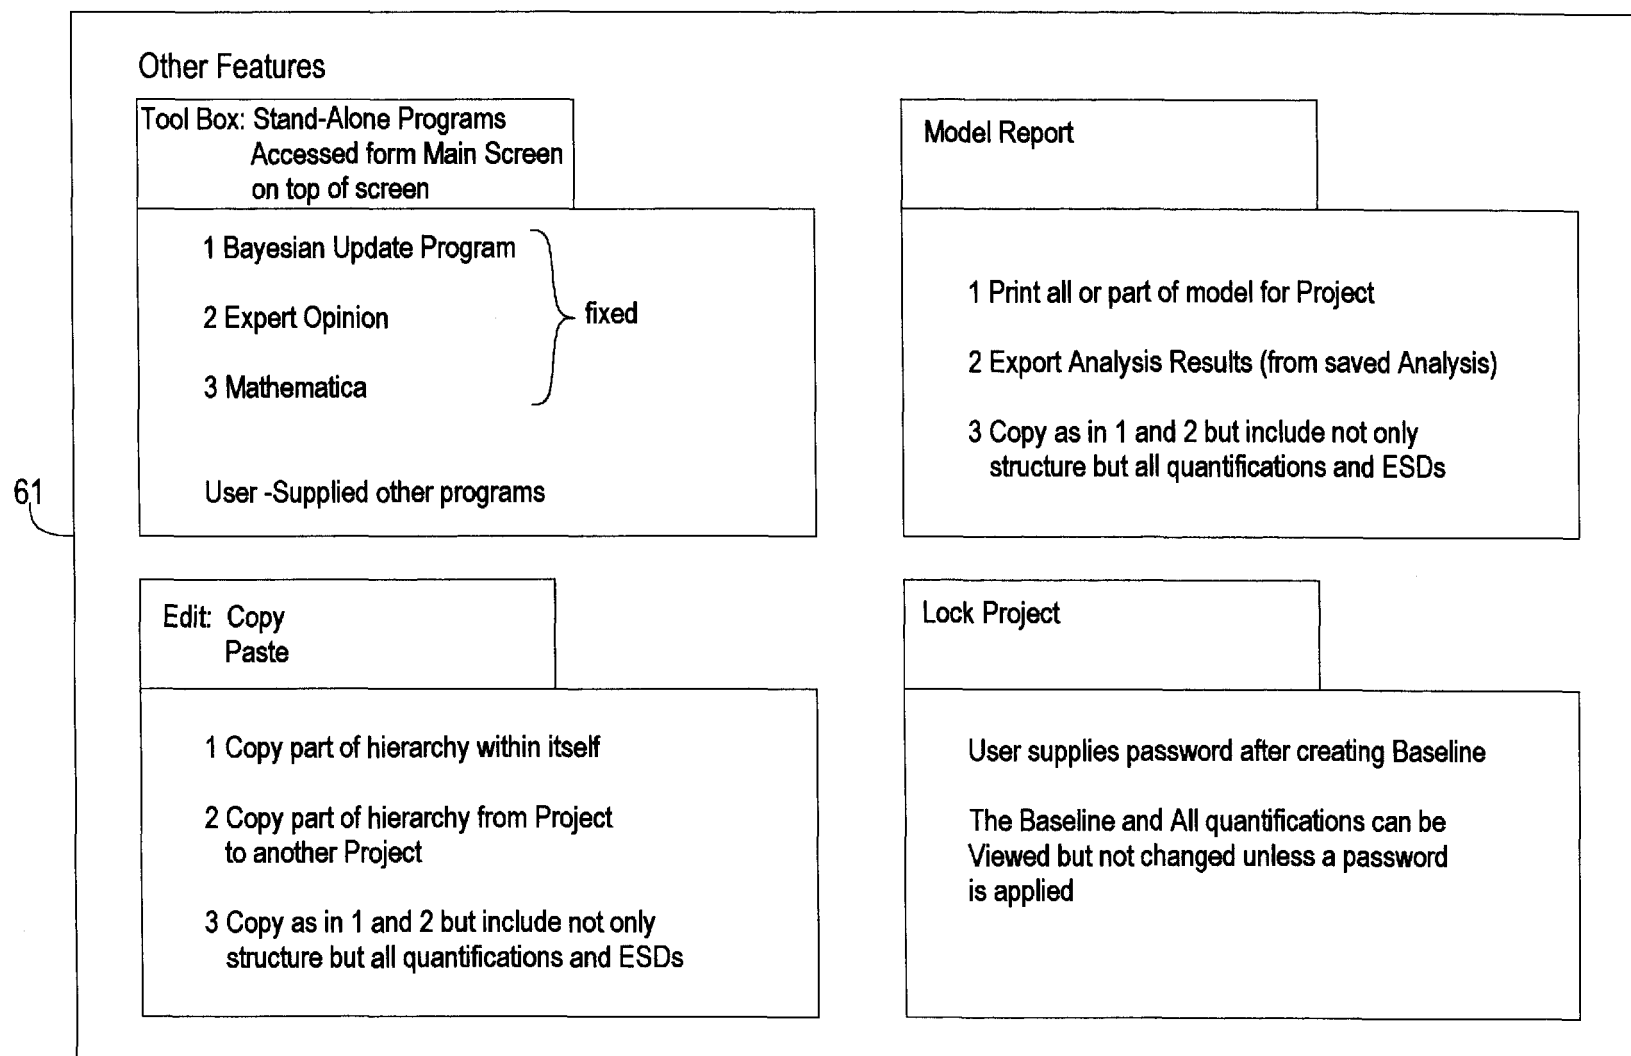 Other Features
Tool Box: Stand-Alone Programs
Accessed form Main Screen
on top of screen
1 Bayesian Update Program
2 Expert Opinion
3 Mathematica
fixed
User -Supplied other programs
Model Report
1 Print all or part of model for Project
2 Export Analysis Results (from saved Analysis)
3 Copy as in 1 and 2 but include not only
structure but all quantifications and ESDs
61
Edit: Copy
Paste
1 Copy part of hierarchy within itself
2 Copy part of hierarchy from Project
to another Project
3 Copy as in 1 and 2 but include not only
structure but all quantifications and ESDs
Lock Project
User supplies password after creating Baseline
The Baseline and All quantifications can be
Viewed but not changed unless a password
is applied